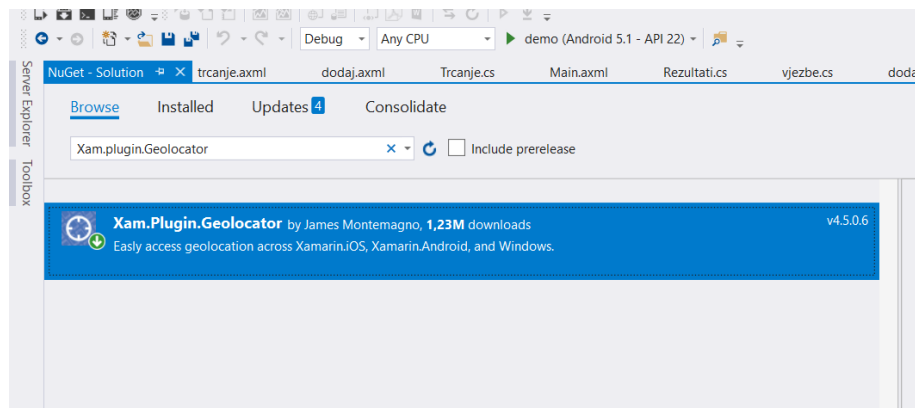 Debug Any CPU demo (Android 5.1 - API 22)
Server Explorer
Toolbox
NuGet - Solution trcanje.axml dodaj.axml Trcanje.cs Main.axml Rezultati.cs vjezbe.cs doda
Browse Installed Updates 4 Consolidate
Xam.plugin.Geolocator Include prerelease
Xam.Plugin.Geolocator by James Montemagno, 1,23M downloads v4.5.0.6
Easly access geolocation across Xamarin.iOS, Xamarin.Android, and Windows.